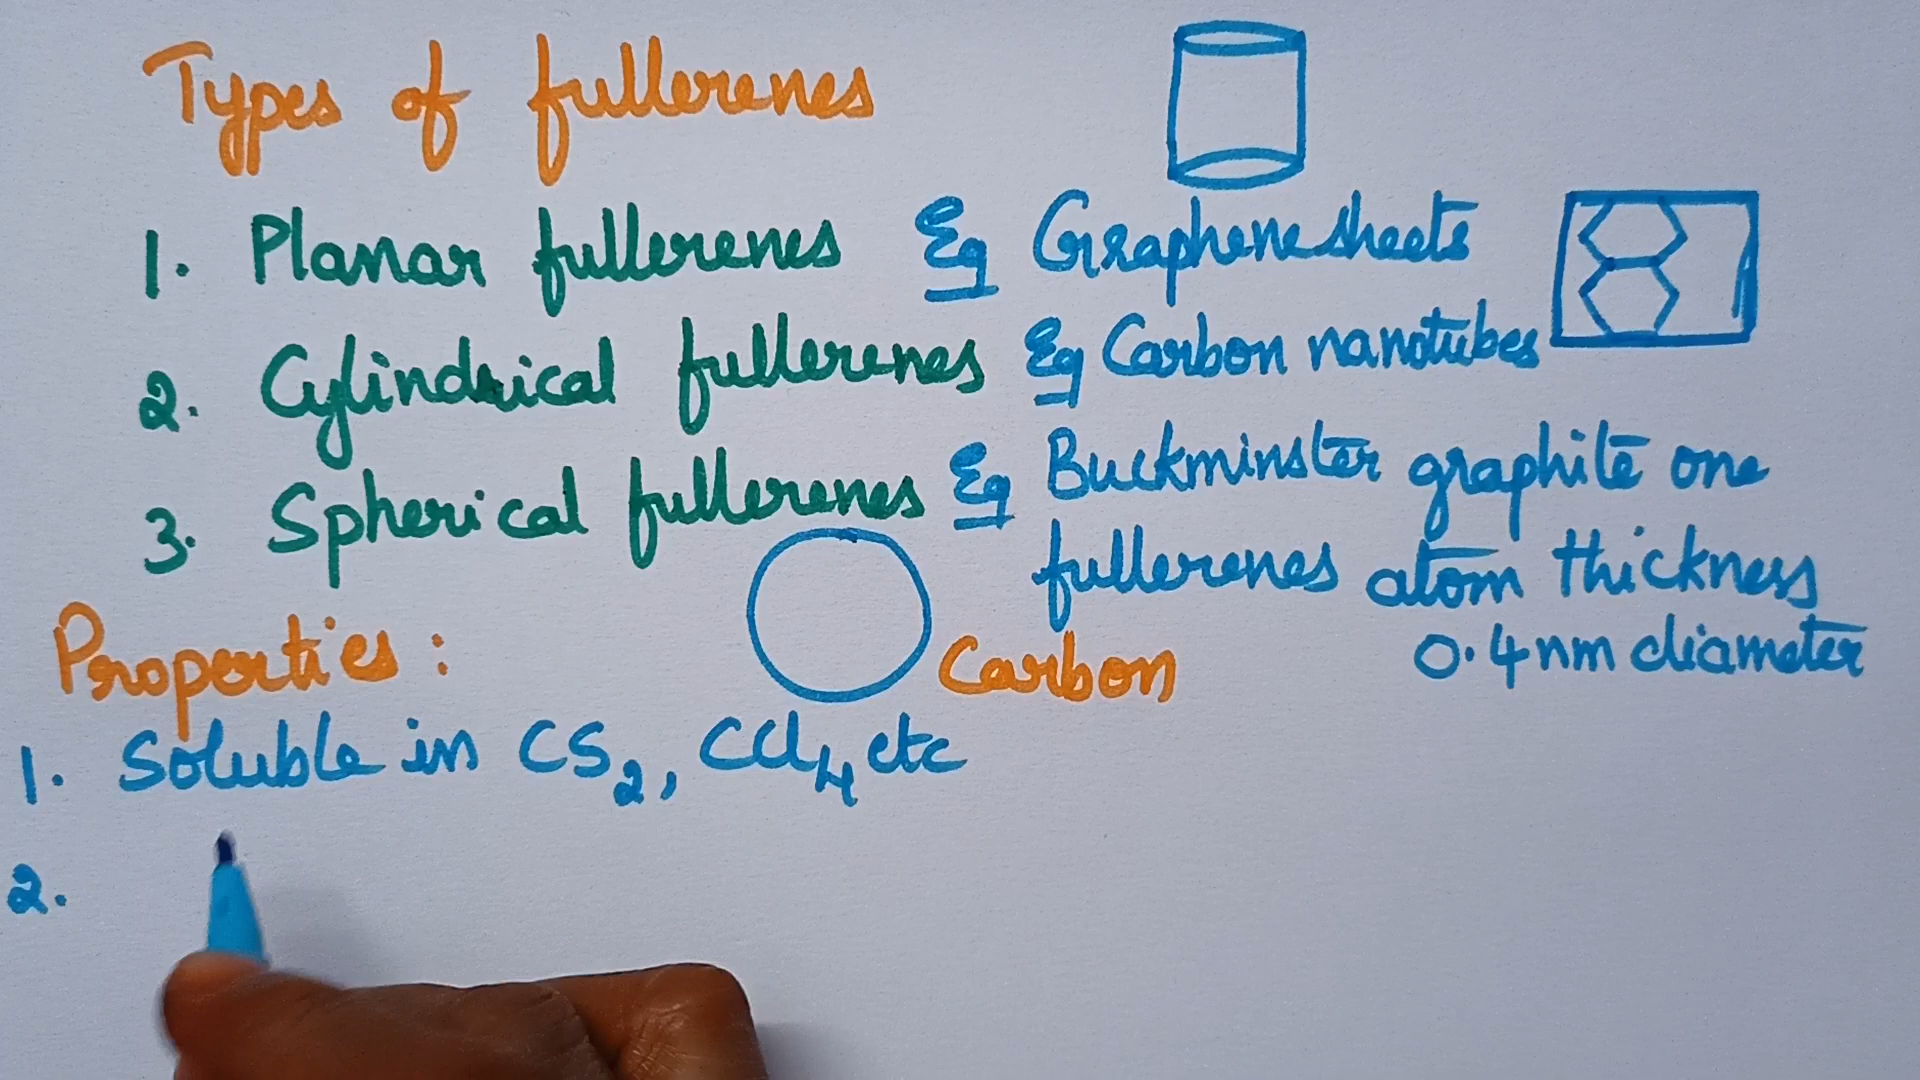 Types of fullerenes
1. Planar fullerenes Eg Graphene sheets
2. Cylindrical fullerenes Eg Carbon nanotubes
3. Spherical fullerenes Eg Buckminster graphite one
fullerenes atom thickness
0.4nm diameter
Properties: Carbon
1. Soluble in CS2, CCl4 etc
2.